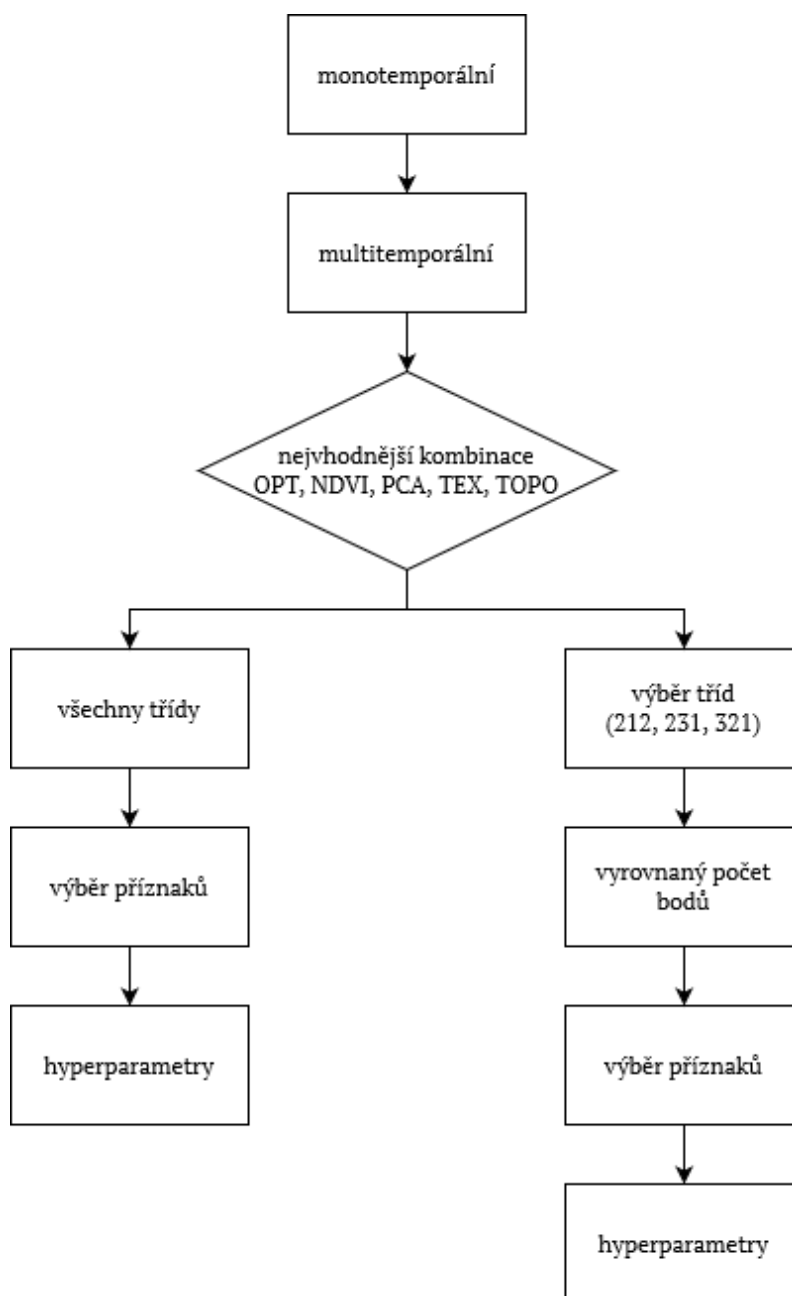 monotemporální
multitemporální
nejvhodnější kombinace
OPT, NDVI, PCA, TEX, TOPO
všechny třídy
výběr příznaků
hyperparametry
výběr tříd
(212, 231, 321)
vyrovnaný počet
bodů
výběr příznaků
hyperparametry